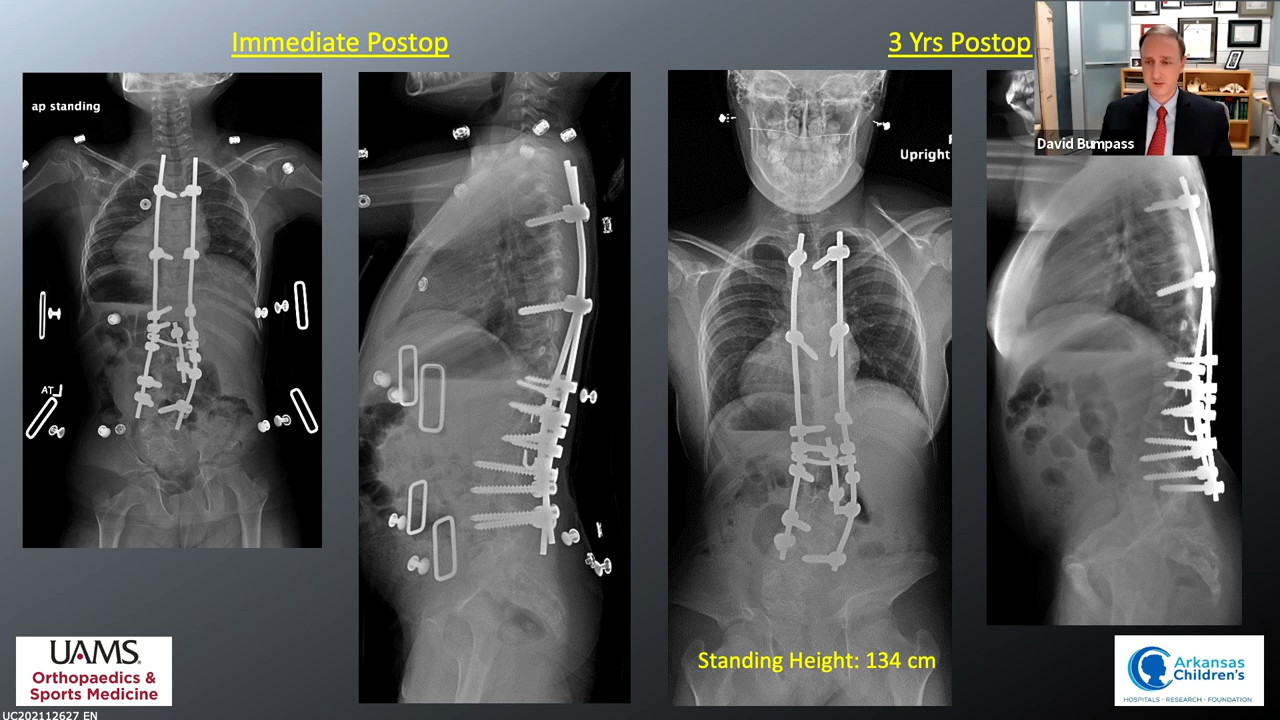 Immediate Postop
3 Yrs Postop
ap standing
Upright
David Bumpass
AT
Standing Height: 134 cm
UAMS®
Orthopaedics &
Sports Medicine
Arkansas
Children's
HOSPITALS • RESEARCH • FOUNDATION
UC202112627 EN